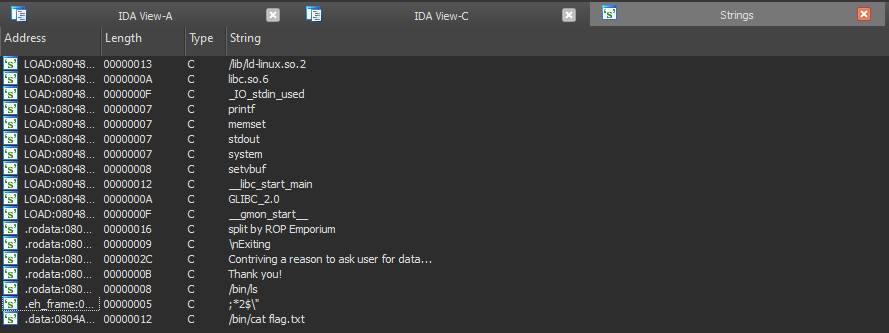 IDA View-A IDA View-C Strings
Address Length Type String
LOAD:08048... 00000013 C /lib/ld-linux.so.2
LOAD:08048... 0000000A C libc.so.6
LOAD:08048... 0000000F C _IO_stdin_used
LOAD:08048... 00000007 C printf
LOAD:08048... 00000007 C memset
LOAD:08048... 00000007 C stdout
LOAD:08048... 00000007 C system
LOAD:08048... 00000008 C setvbuf
LOAD:08048... 00000012 C __libc_start_main
LOAD:08048... 0000000A C GLIBC_2.0
LOAD:08048... 0000000F C __gmon_start__
.rodata:080... 00000016 C split by ROP Emporium
.rodata:080... 00000009 C \nExiting
.rodata:080... 0000002C C Contriving a reason to ask user for data...
.rodata:080... 0000000B C Thank you!
.rodata:080... 00000008 C /bin/ls
.eh_frame:0... 00000005 C ;*2$\"
.data:0804A... 00000012 C /bin/cat flag.txt